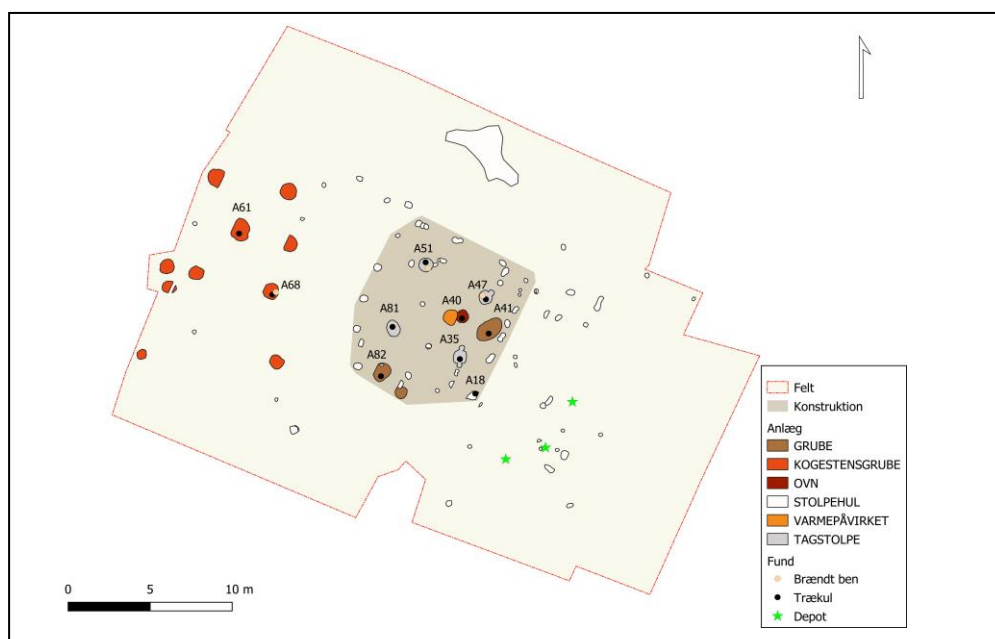 A61
A51
A68
A47
A40
A41
A81
A35
A82
A18
Felt
Konstruktion
Anlæg
GRUBE
KOGESTENSGRUBE
OVN
STOLPEHUL
VARMEPÅVIRKET
TAGSTOLPE
Fund
Brændt ben
Trækul
Depot
0 5 10 m